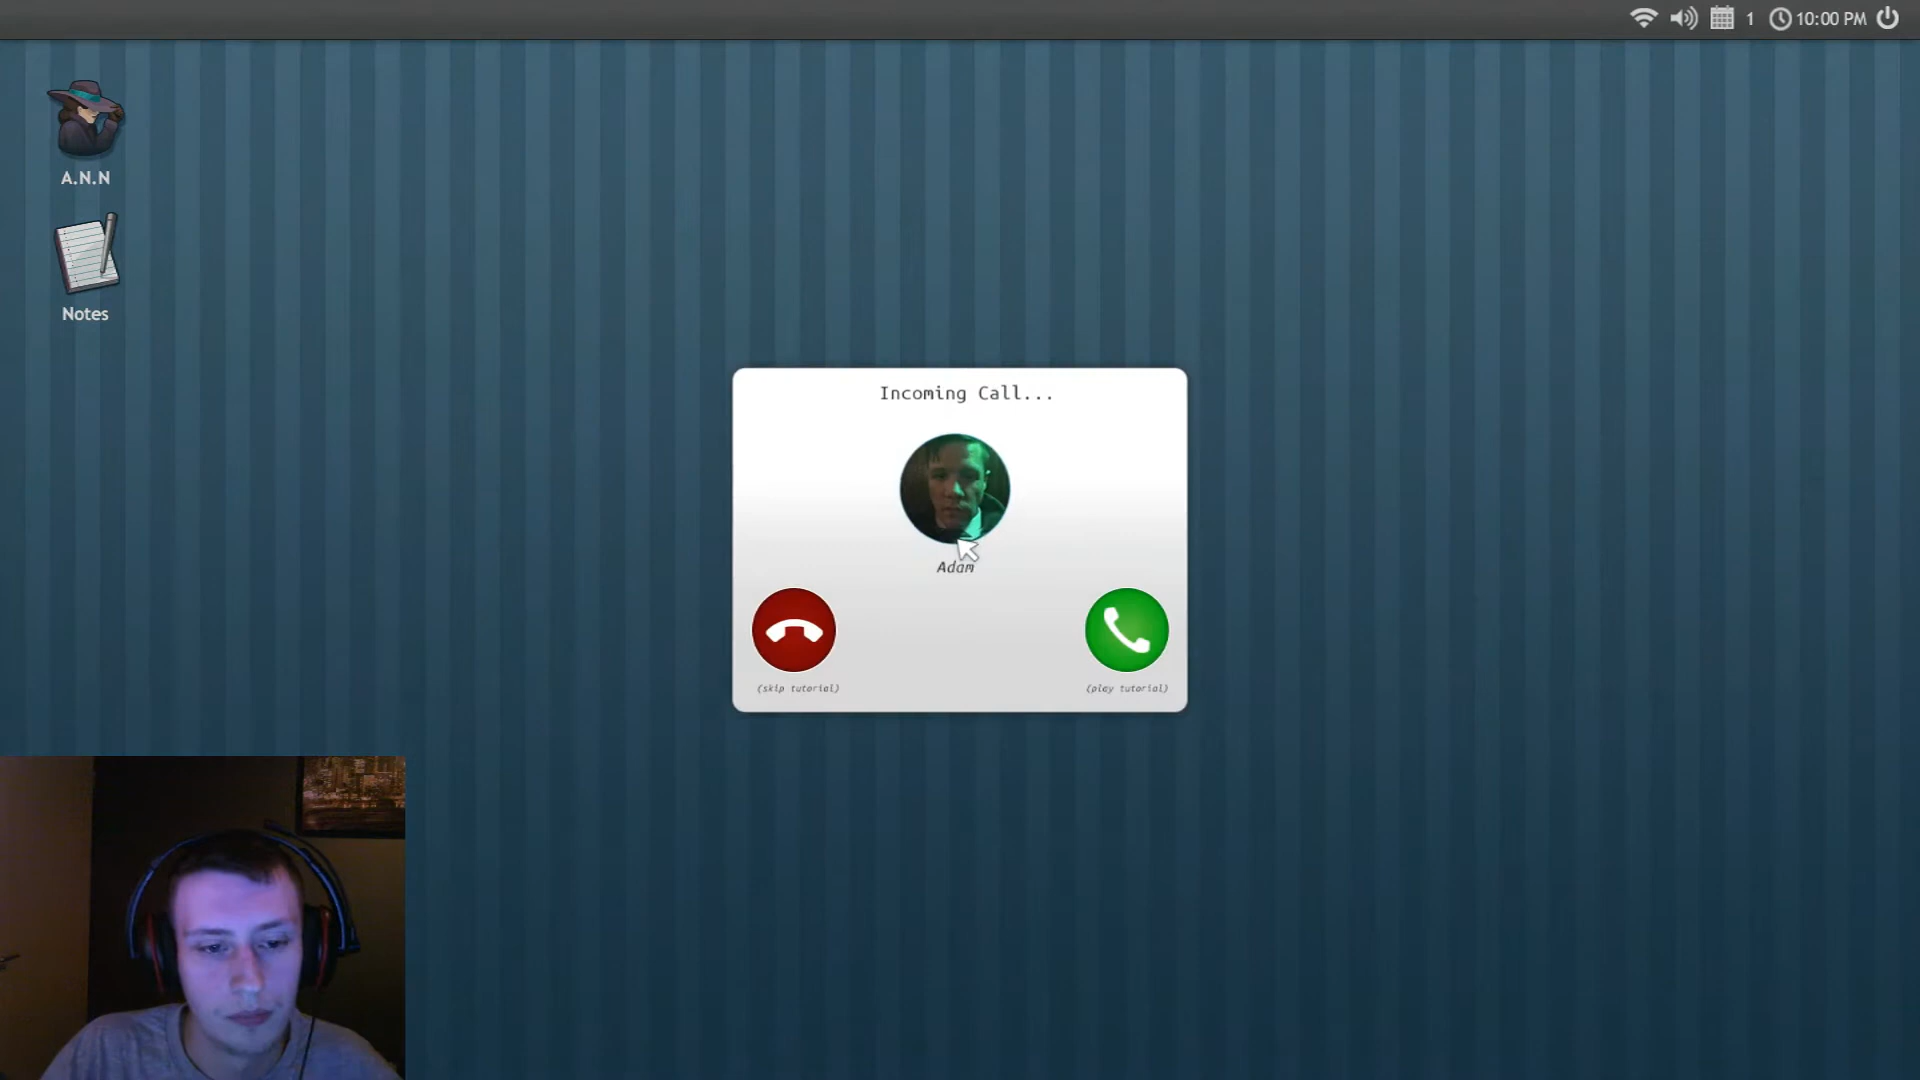 1 10:00 PM
A.N.N
Notes
Incoming Call...
Adam
(skip tutorial)
(play tutorial)